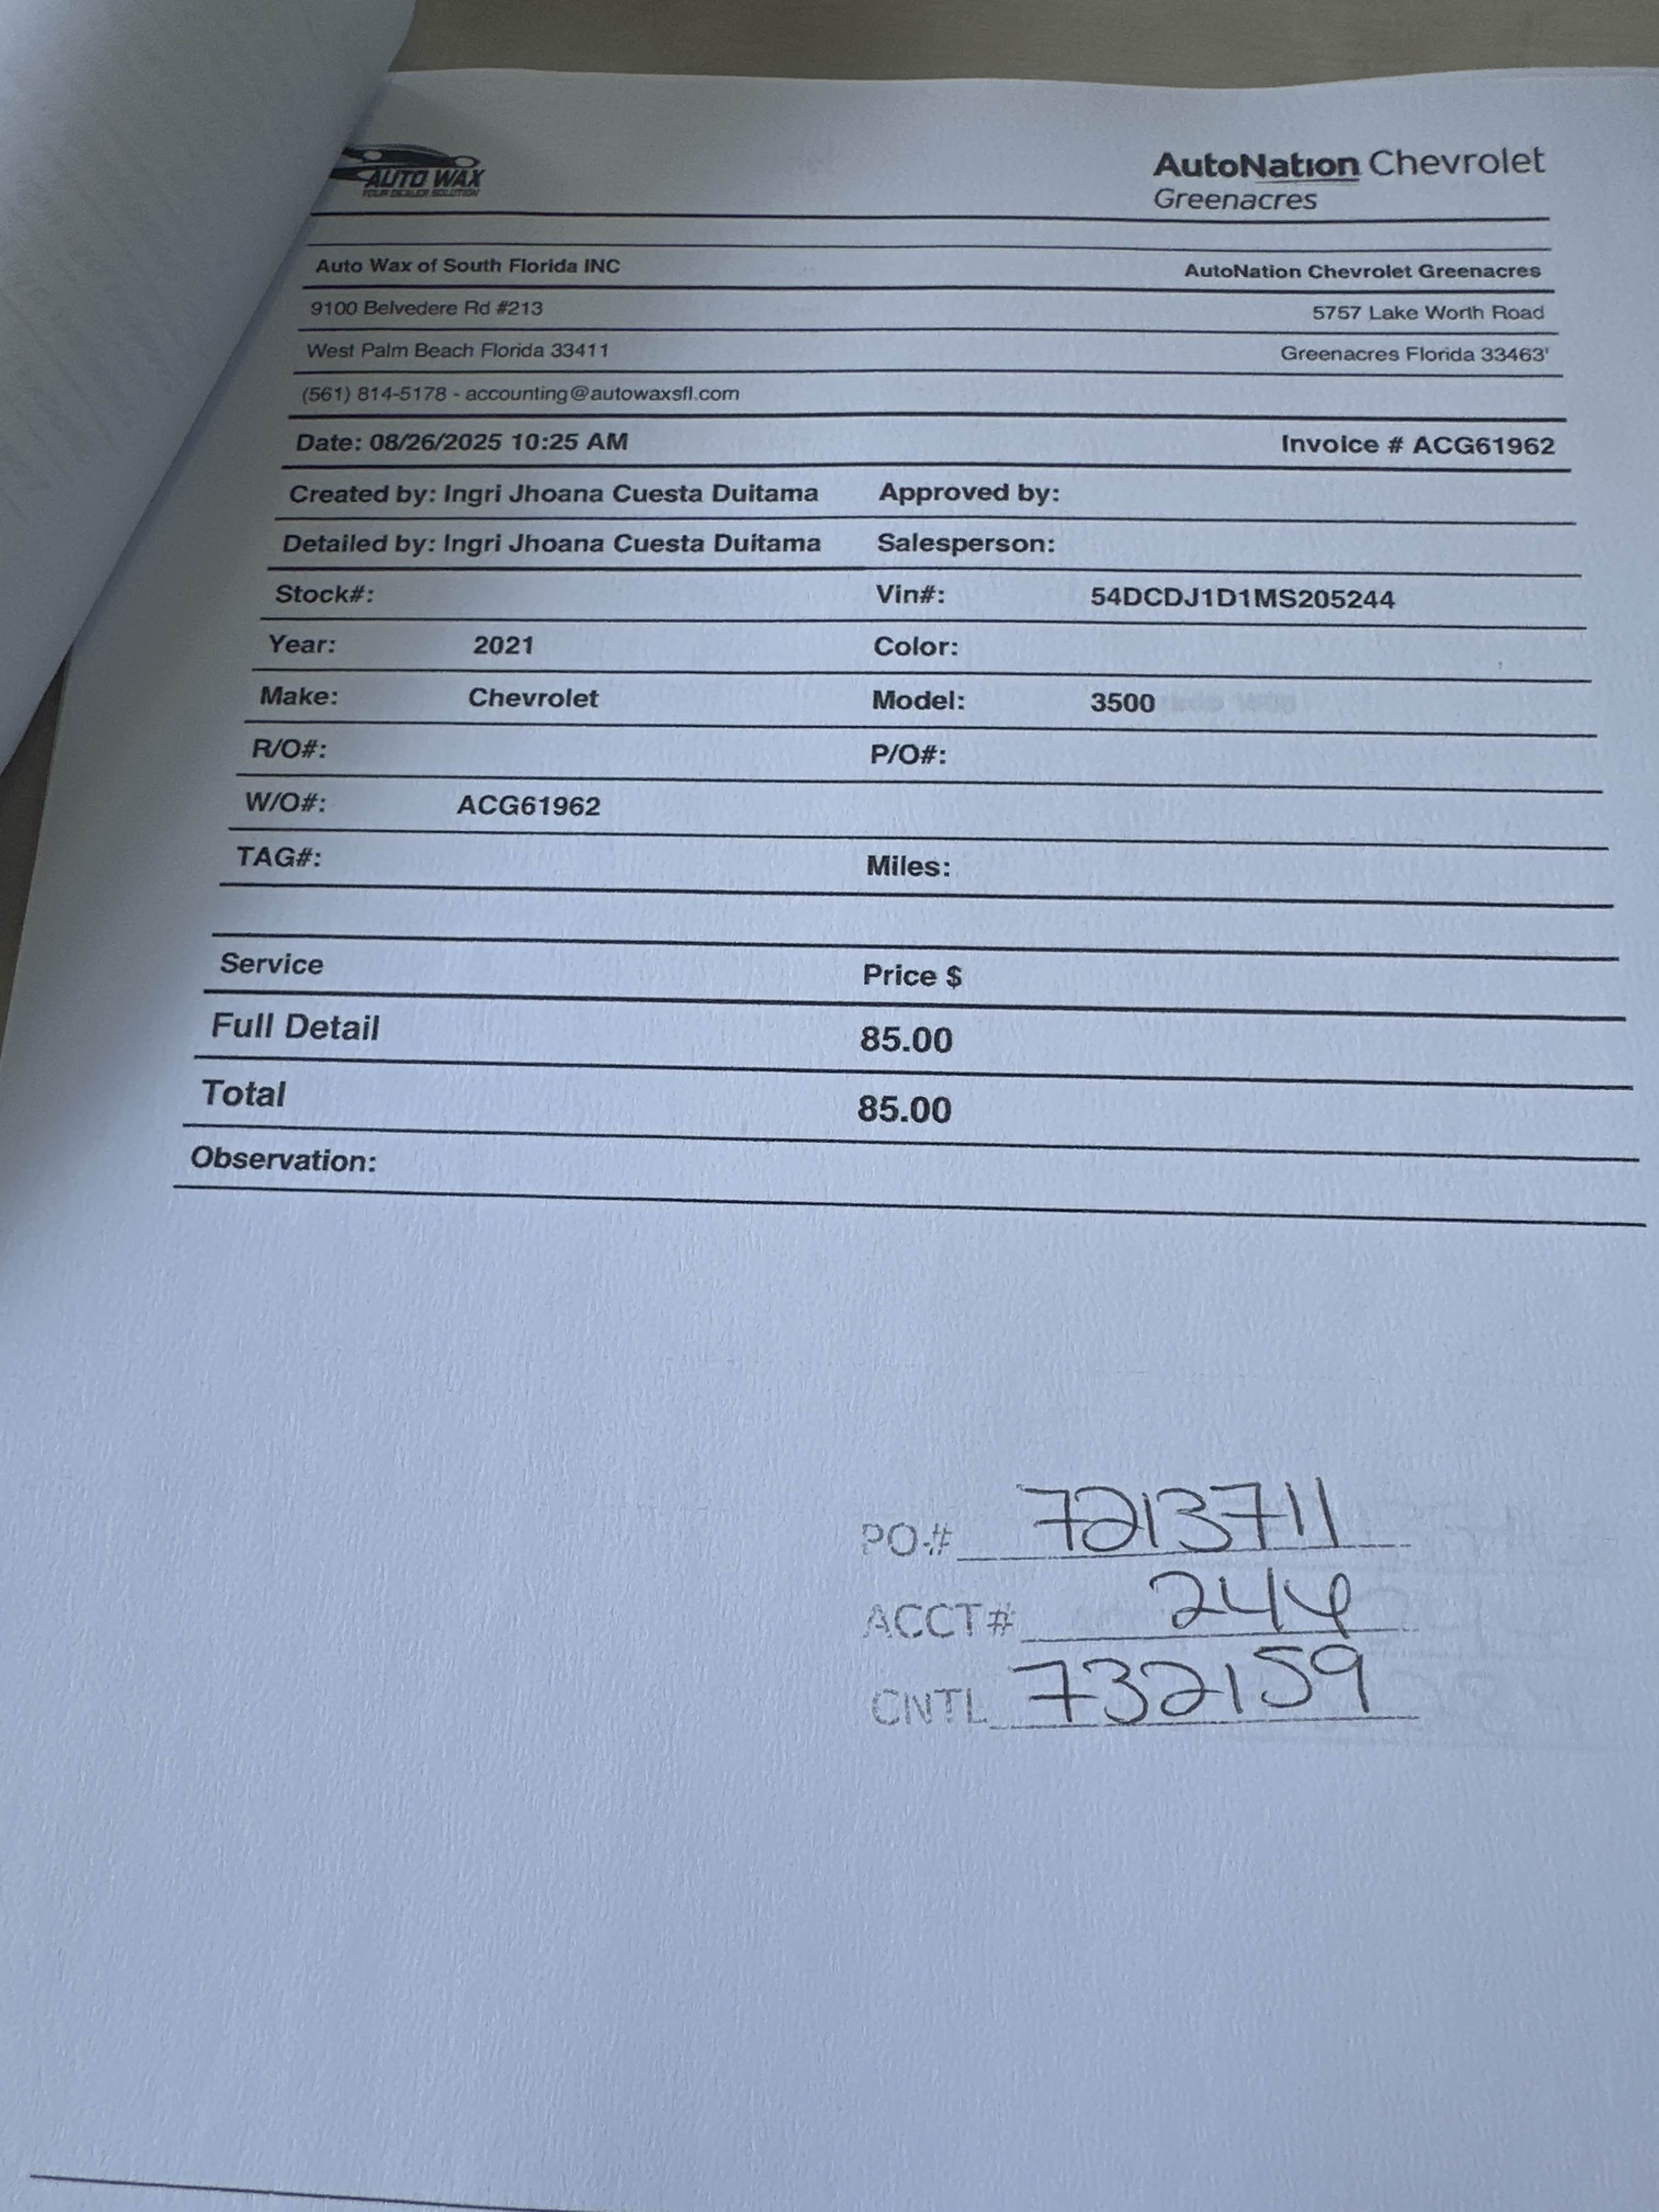 AUTO WAX
YOUR DEALER SOLUTION
AutoNation Chevrolet
Greenacres
Auto Wax of South Florida INC
AutoNation Chevrolet Greenacres
9100 Belvedere Rd #213
5757 Lake Worth Road
West Palm Beach Florida 33411
Greenacres Florida 33463'
(561) 814-5178 - accounting@autowaxsfl.com
Date: 08/26/2025 10:25 AM
Invoice # ACG61962
Created by: Ingri Jhoana Cuesta Duitama Approved by:
Detailed by: Ingri Jhoana Cuesta Duitama Salesperson:
Stock#: Vin#: 54DCDJ1D1MS205244
Year: 2021 Color:
Make: Chevrolet Model: 3500
R/O#: P/O#:
W/O#: ACG61962
TAG#: Miles:
Service Price $
Full Detail 85.00
Total 85.00
Observation:
PO# 7213711
ACCT# 244
CNTL 732159